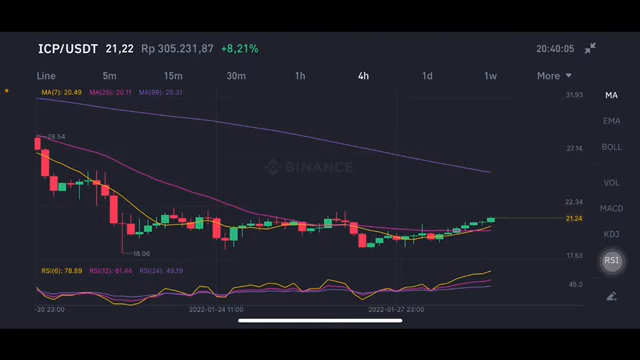 ICP/USDT 21,22 Rp 305.231,87 +8,21% 20:40:05
Line 5m 15m 30m 1h 4h 1d 1w More
MA(7): 20.49 MA(25): 20.11 MA(99): 25.31
31.93
MA
EMA
28.54
27.14
BOLL
BINANCE
VOL
22.34
MACD
21.24
KDJ
18.06
17.53
RSI
RSI(6): 78.89 RSI(12): 61.44 RSI(24): 49.19
45.0
-20 23:00 2022-01-24 11:00 2022-01-27 23:00